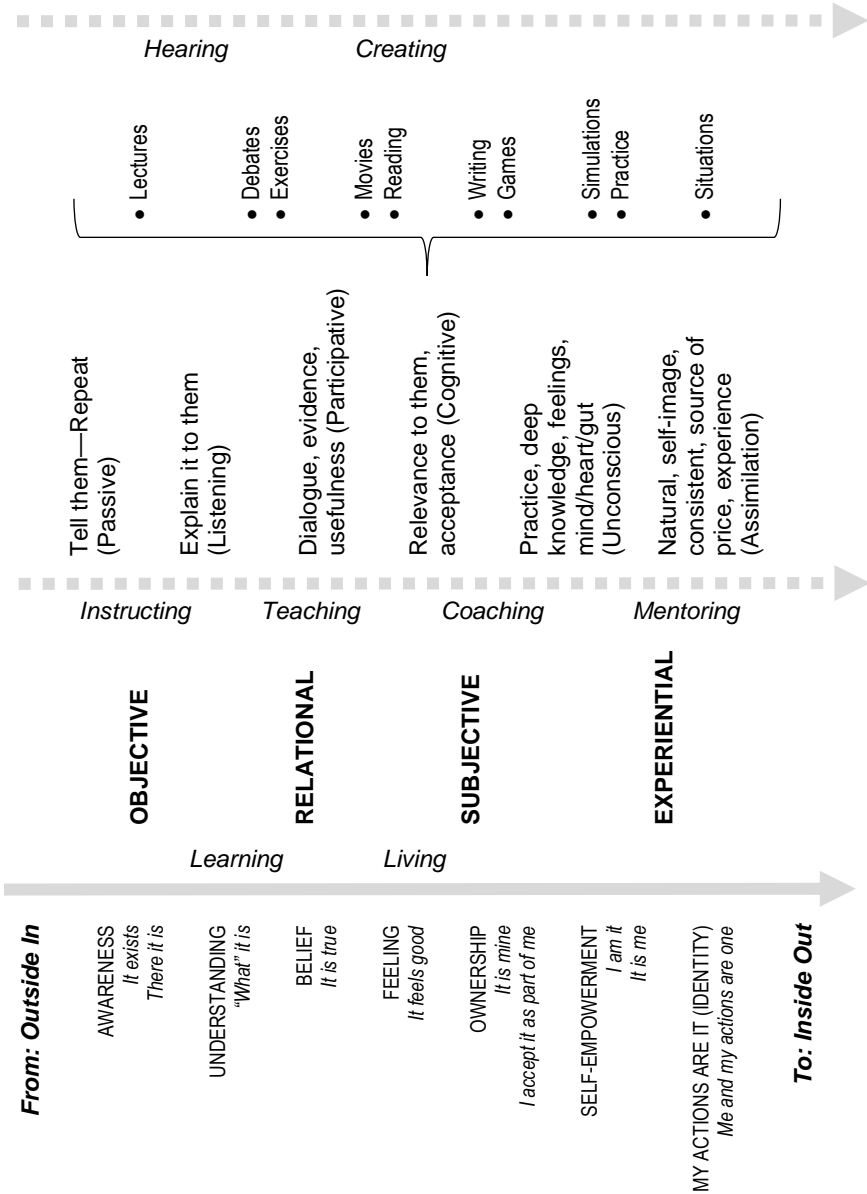 From: Outside In
AWARENESS
It exists
There it is
UNDERSTANDING
“What” it is
BELIEF
It is true
FEELING
It feels good
OWNERSHIP
It is mine
I accept it as part of me
SELF-EMPOWERMENT
I am it
It is me
MY ACTIONS ARE IT (IDENTITY)
Me and my actions are one
To: Inside Out
Learning
Living
OBJECTIVE
RELATIONAL
SUBJECTIVE
EXPERIENTIAL
Instructing
Teaching
Coaching
Mentoring
Tell them—Repeat
(Passive)
Explain it to them
(Listening)
Dialogue, evidence,
usefulness (Participative)
Relevance to them,
acceptance (Cognitive)
Practice, deep
knowledge, feelings,
mind/heart/gut
(Unconscious)
Natural, self-image,
consistent, source of
price, experience
(Assimilation)
• Lectures
• Debates
• Exercises
• Movies
• Reading
• Writing
• Games
• Simulations
• Practice
• Situations
Hearing
Creating